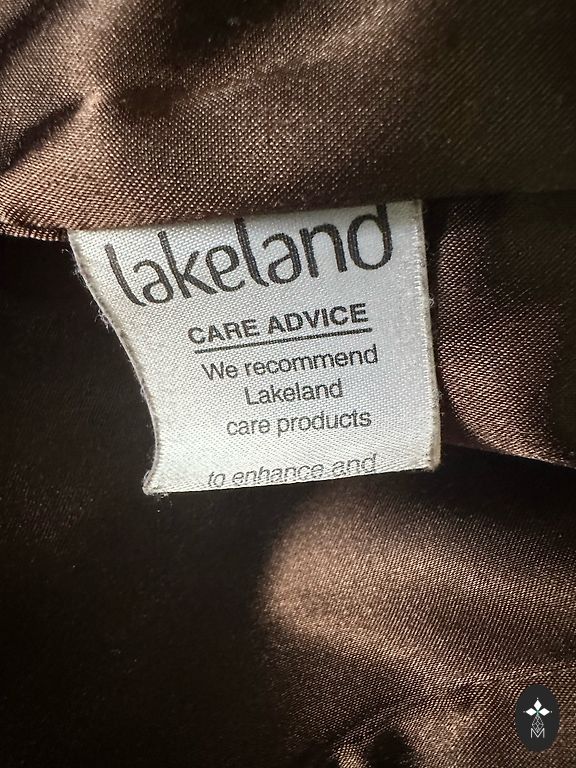 lakeland
CARE ADVICE
We recommend
Lakeland
care products
to enhance and
M